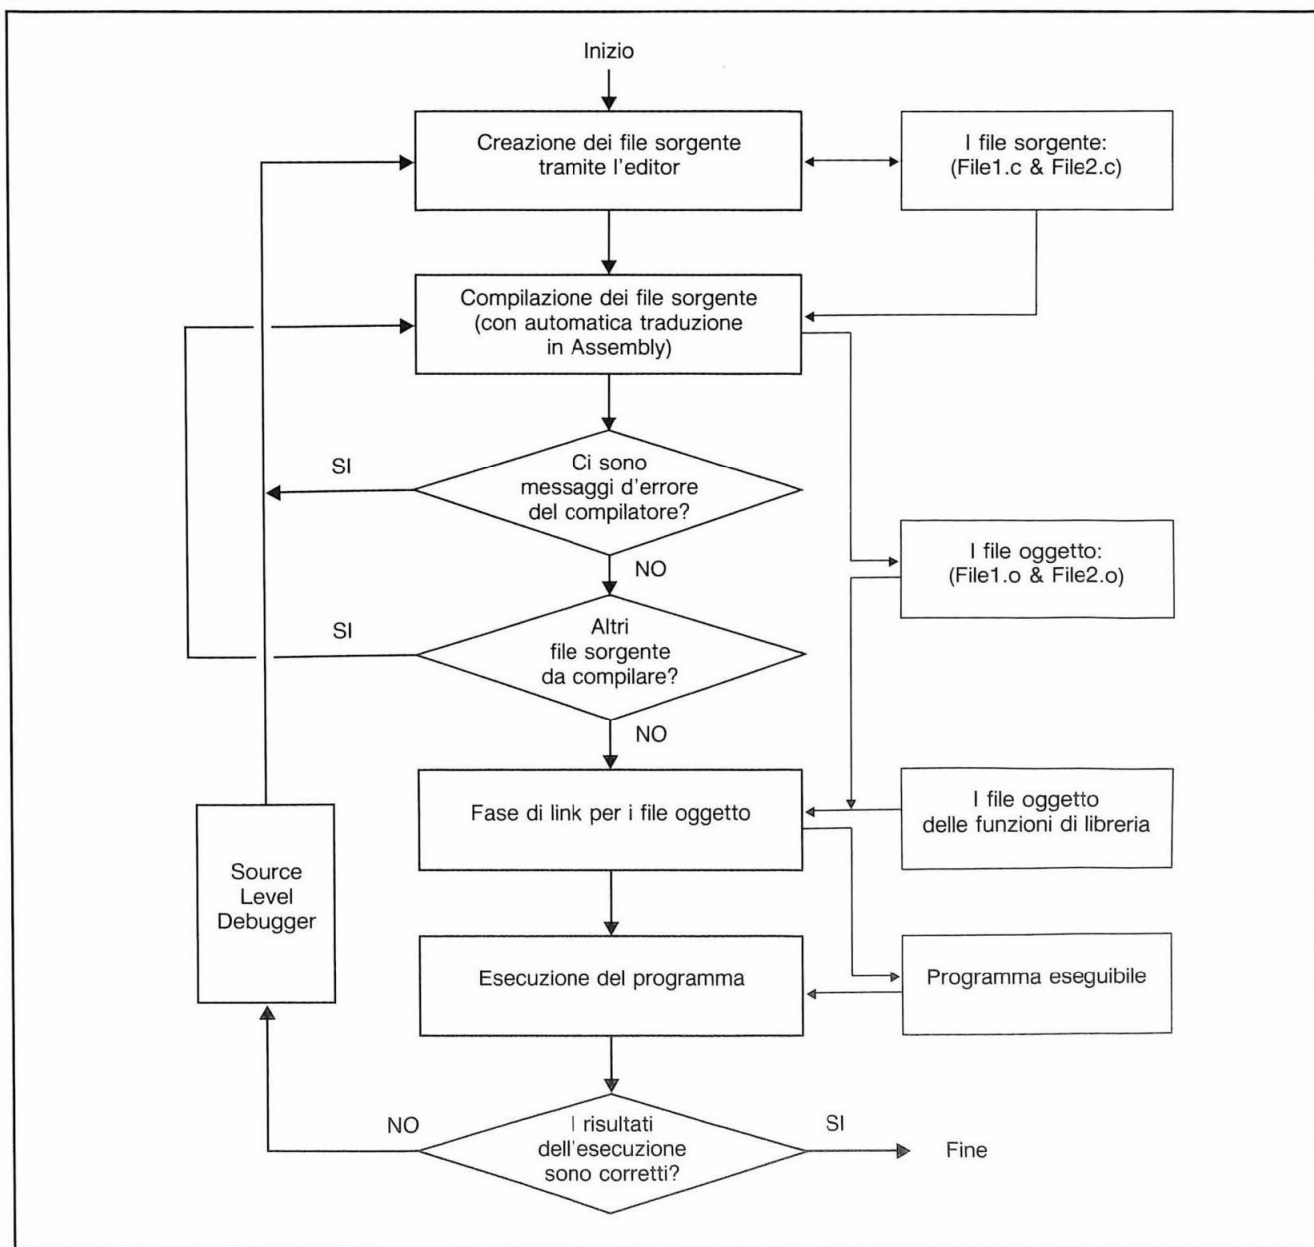 Inizio
Creazione dei file sorgente
tramite l'editor
I file sorgente:
(File1.c & File2.c)
Compilazione dei file sorgente
(con automatica traduzione
in Assembly)
SI
Ci sono
messaggi d'errore
del compilatore?
NO
I file oggetto:
(File1.o & File2.o)
SI
Altri
file sorgente
da compilare?
NO
Fase di link per i file oggetto
I file oggetto
delle funzioni di libreria
Source
Level
Debugger
Esecuzione del programma
Programma eseguibile
NO
I risultati
dell'esecuzione
sono corretti?
SI
Fine